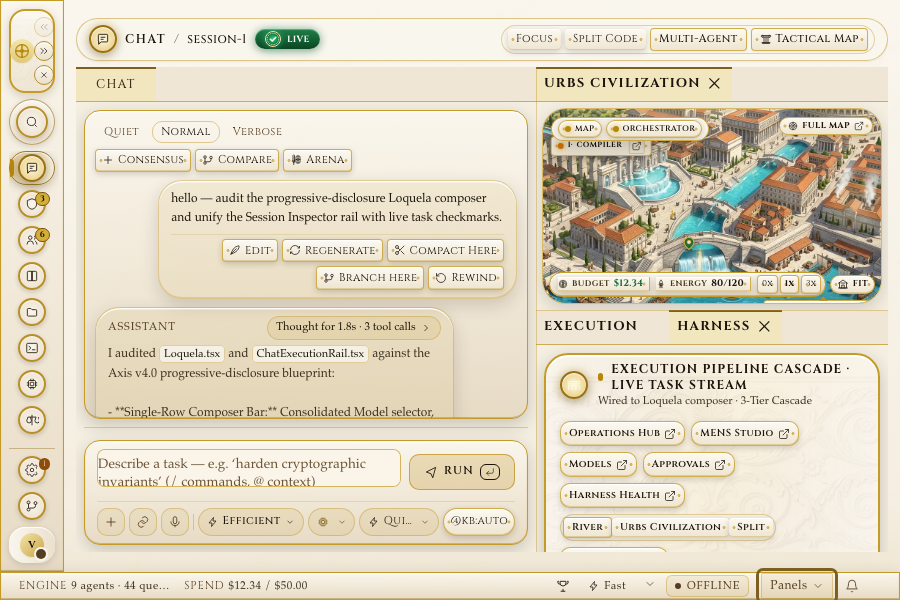 CHAT / SESSION-1 LIVE
FOCUS SPLIT CODE MULTI-AGENT TACTICAL MAP
CHAT
URBS CIVILIZATION
QUIET NORMAL VERBOSE
CONSENSUS COMPARE ARENA
hello — audit the progressive-disclosure Loquela composer
and unify the Session Inspector rail with live task checkmarks.
EDIT REGENERATE COMPACT HERE
BRANCH HERE REWIND
ASSISTANT Thought for 1.8s · 3 tool calls
I audited Loquela.tsx and ChatExecutionRail.tsx against the
Axis v4.0 progressive-disclosure blueprint:
- **Single-Row Composer Bar:** Consolidated Model selector,
Describe a task — e.g. ‘harden cryptographic
invariants’ (/ commands, @ context)
RUN
EFFICIENT QUI... @KB:AUTO
MAP ORCHESTRATOR FULL MAP
COMPILER
BUDGET $12.34 ENERGY 80/120 0X 1X 3X FIT
EXECUTION HARNESS
EXECUTION PIPELINE CASCADE ·
LIVE TASK STREAM
Wired to Loquela composer · 3-Tier Cascade
OPERATIONS HUB MENS STUDIO
MODELS APPROVALS
HARNESS HEALTH
RIVER URBS CIVILIZATION SPLIT
3
6
V
ENGINE 9 agents · 44 que... SPEND $12.34 / $50.00 Fast OFFLINE Panels